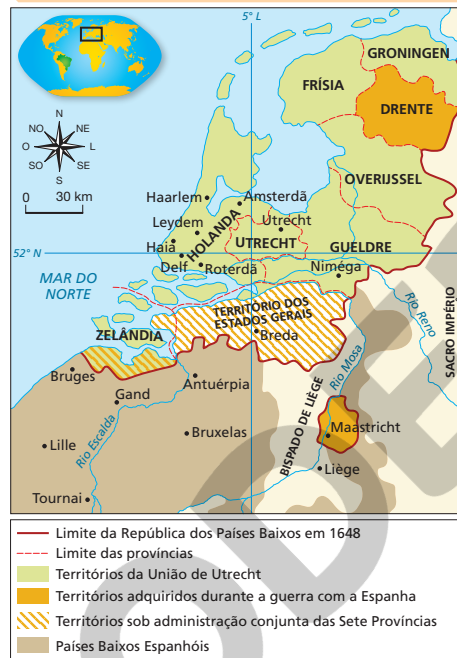 5° L
GRONINGEN
FRÍSIA
DRENTE
N
NO
NE
O
L
SO
SE
S
0 30 km
OVERIJSSEL
Haarlem
Amsterdã
Leydem
HOLANDA
Utrecht
Haia
UTRECHT
GUELDRE
52° N
Delf
Roterdã
Nimega
MAR DO
NORTE
TERRITÓRIO DOS
ESTADOS GERAIS
Rio Reno
SACRO IMPÉRIO
ZELÂNDIA
Breda
Rio Mosa
Bruges
Antuérpia
Gand
BISPADO DE LIÈGE
Maastricht
Rio Escalda
Bruxelas
Lille
Liège
Tournai
Limite da República dos Países Baixos em 1648
Limite das províncias
Territórios da União de Utrecht
Territórios adquiridos durante a guerra com a Espanha
Territórios sob administração conjunta das Sete Províncias
Países Baixos Espanhóis